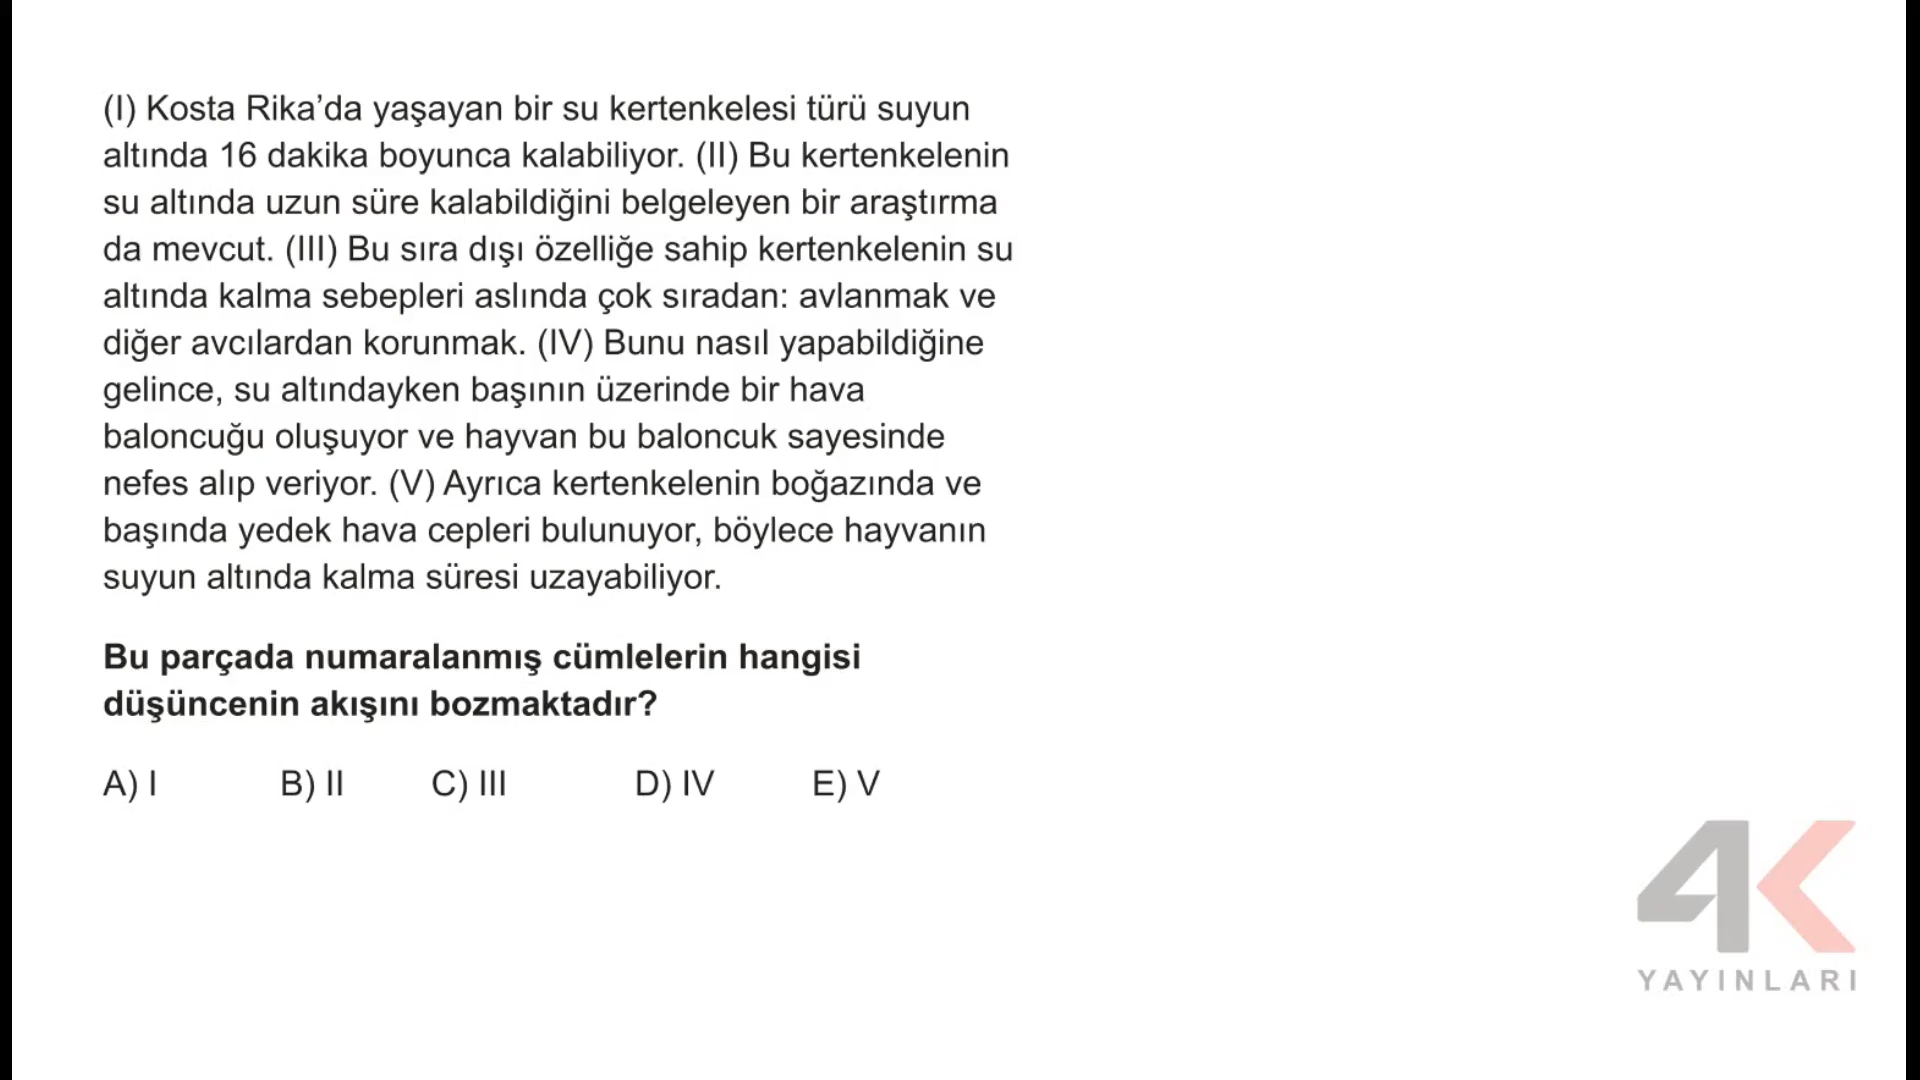 (I) Kosta Rika’da yaşayan bir su kertenkelesi türü suyun
altında 16 dakika boyunca kalabiliyor. (II) Bu kertenkelenin
su altında uzun süre kalabildiğini belgeleyen bir araştırma
da mevcut. (III) Bu sıra dışı özelliğe sahip kertenkelenin su
altında kalma sebepleri aslında çok sıradan: avlanmak ve
diğer avcılardan korunmak. (IV) Bunu nasıl yapabildiğine
gelince, su altındayken başının üzerinde bir hava
baloncuğu oluşuyor ve hayvan bu baloncuk sayesinde
nefes alıp veriyor. (V) Ayrıca kertenkelenin boğazında ve
başında yedek hava cepleri bulunuyor, böylece hayvanın
suyun altında kalma süresi uzayabiliyor.
Bu parçada numaralanmış cümlelerin hangisi
düşüncenin akışını bozmaktadır?
A) I B) II C) III D) IV E) V
4K
YAYINLARI